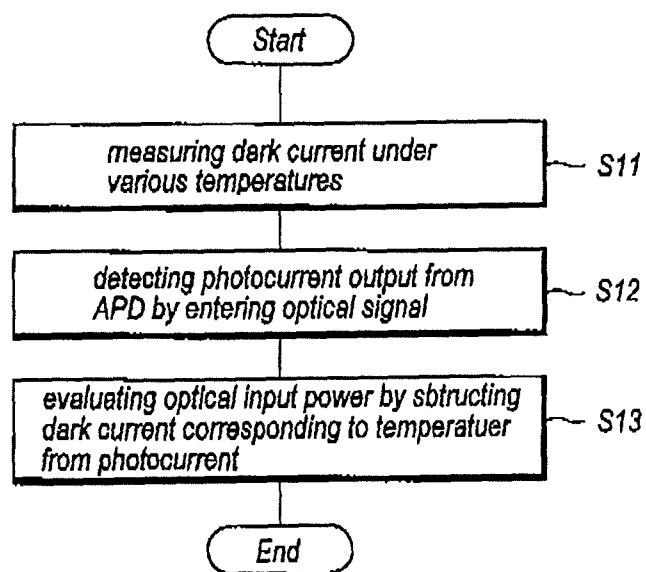 Start
measuring dark current under
various temperatures
S11
detecting photocurrent output from
APD by entering optical signal
S12
evaluating optical input power by sbtructing
dark current corresponding to temperatuer
from photocurrent
S13
End